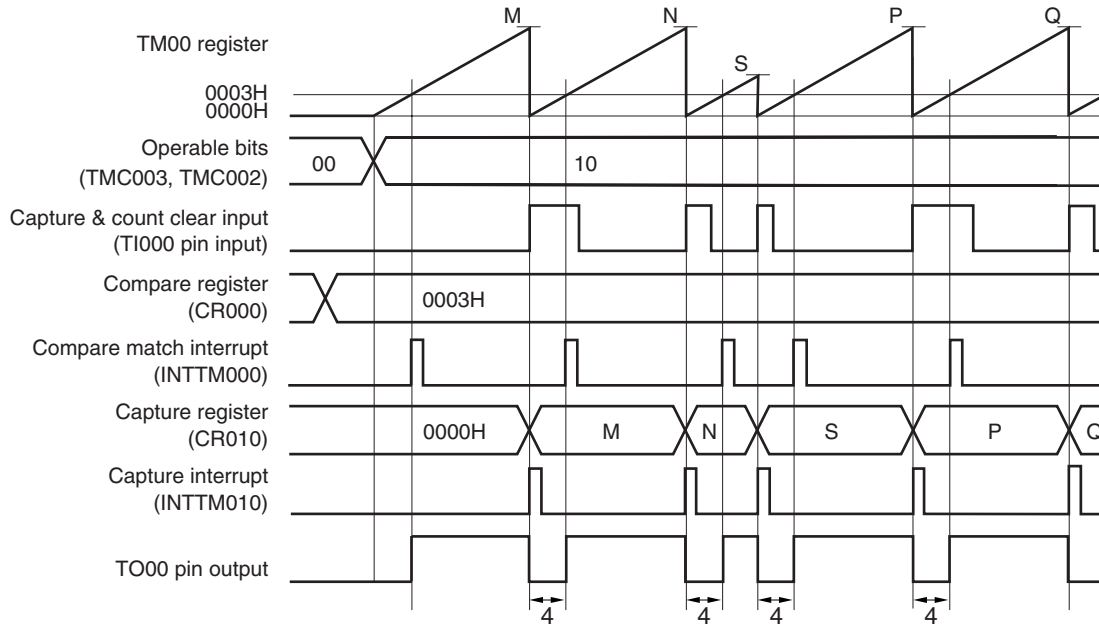 M N P Q
TM00 register
S
0003H
0000H
Operable bits
(TMC003, TMC002)
00 10
Capture & count clear input
(TI000 pin input)
Compare register
(CR000)
0003H
Compare match interrupt
(INTTM000)
Capture register
(CR010)
0000H M N S P Q
Capture interrupt
(INTTM010)
TO00 pin output
4 4 4 4